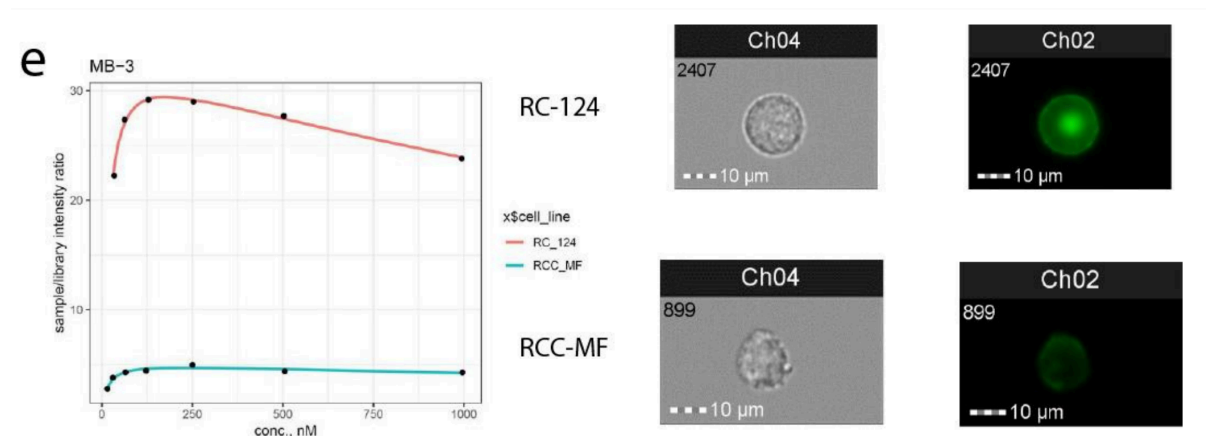 e
MB-3
30
20
10
sample/library intensity ratio
0
250
500
750
1000
conc., nM
x$cell_line
RC_124
RCC_MF
RC-124
Ch04
2407
10 µm
Ch02
2407
10 µm
RCC-MF
Ch04
899
10 µm
Ch02
899
10 µm